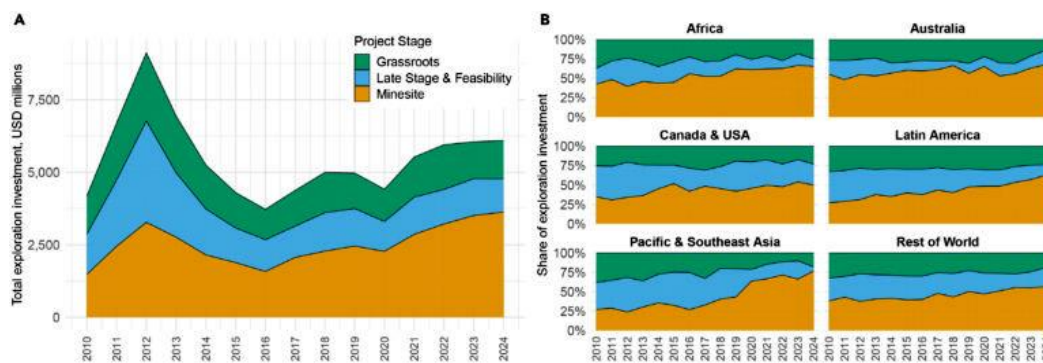 A
Total exploration investment, USD millions
7,500
5,000
2,500
0
Project Stage
Grassroots
Late Stage & Feasibility
Minesite
2010 2011 2012 2013 2014 2015 2016 2017 2018 2019 2020 2021 2022 2023 2024
B
Share of exploration investment
Africa
Australia
100%
75%
50%
25%
0%
Canada & USA
Latin America
100%
75%
50%
25%
0%
Pacific & Southeast Asia
Rest of World
100%
75%
50%
25%
0%
2010 2011 2012 2013 2014 2015 2016 2017 2018 2019 2020 2021 2022 2023 2024
2010 2011 2012 2013 2014 2015 2016 2017 2018 2019 2020 2021 2022 2023